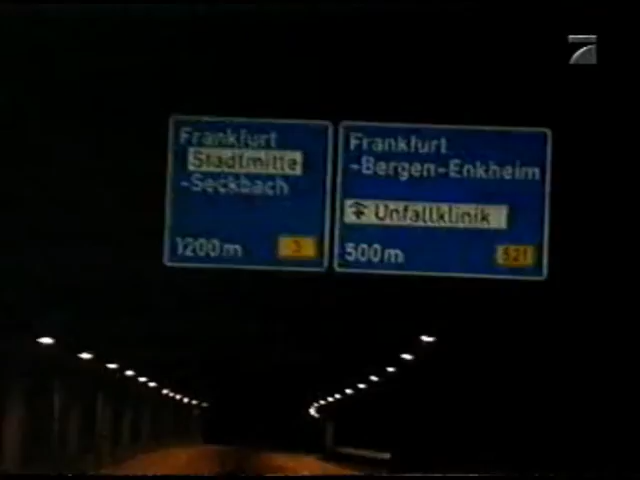 Frankfurt
Stadtmitte
-Seckbach
1200m
3
Frankfurt
-Bergen-Enkheim
Unfallklinik
500m
521